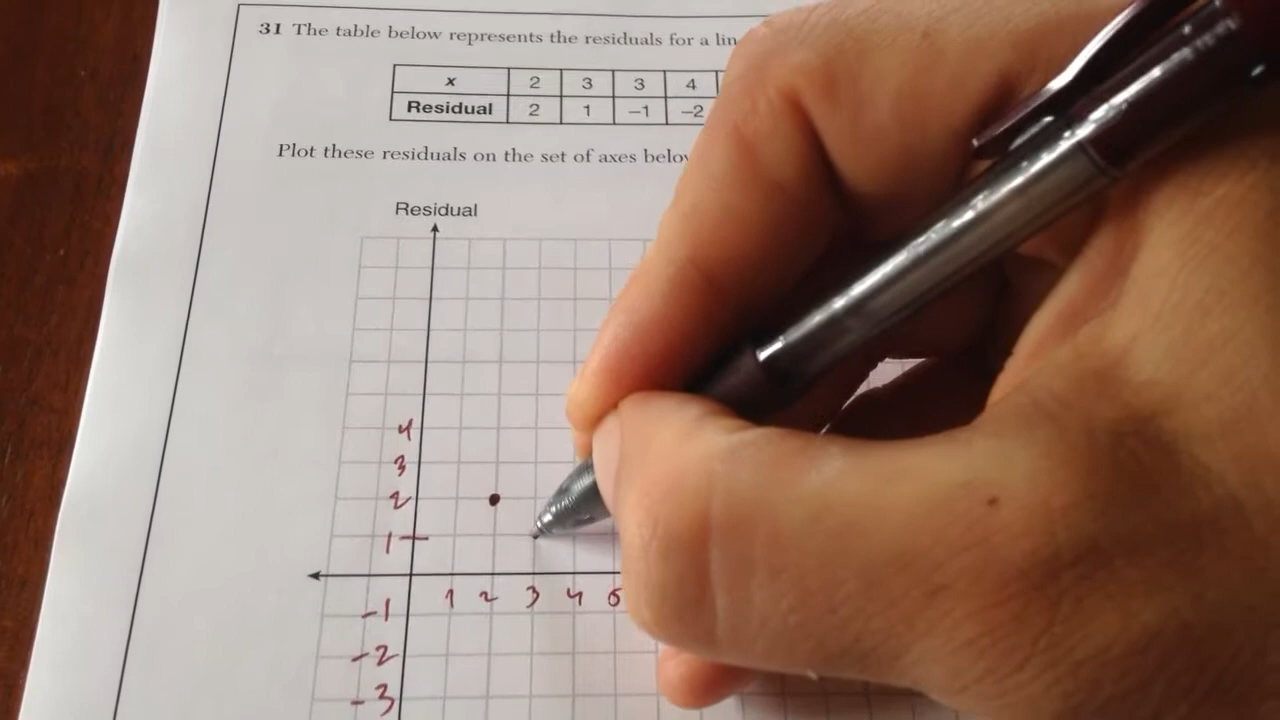 31 The table below represents the residuals for a lin
x 2 3 3 4
Residual 2 1 −1 −2
Plot these residuals on the set of axes below
Residual
4
3
2
1
1 2 3 4 5
-1
-2
-3